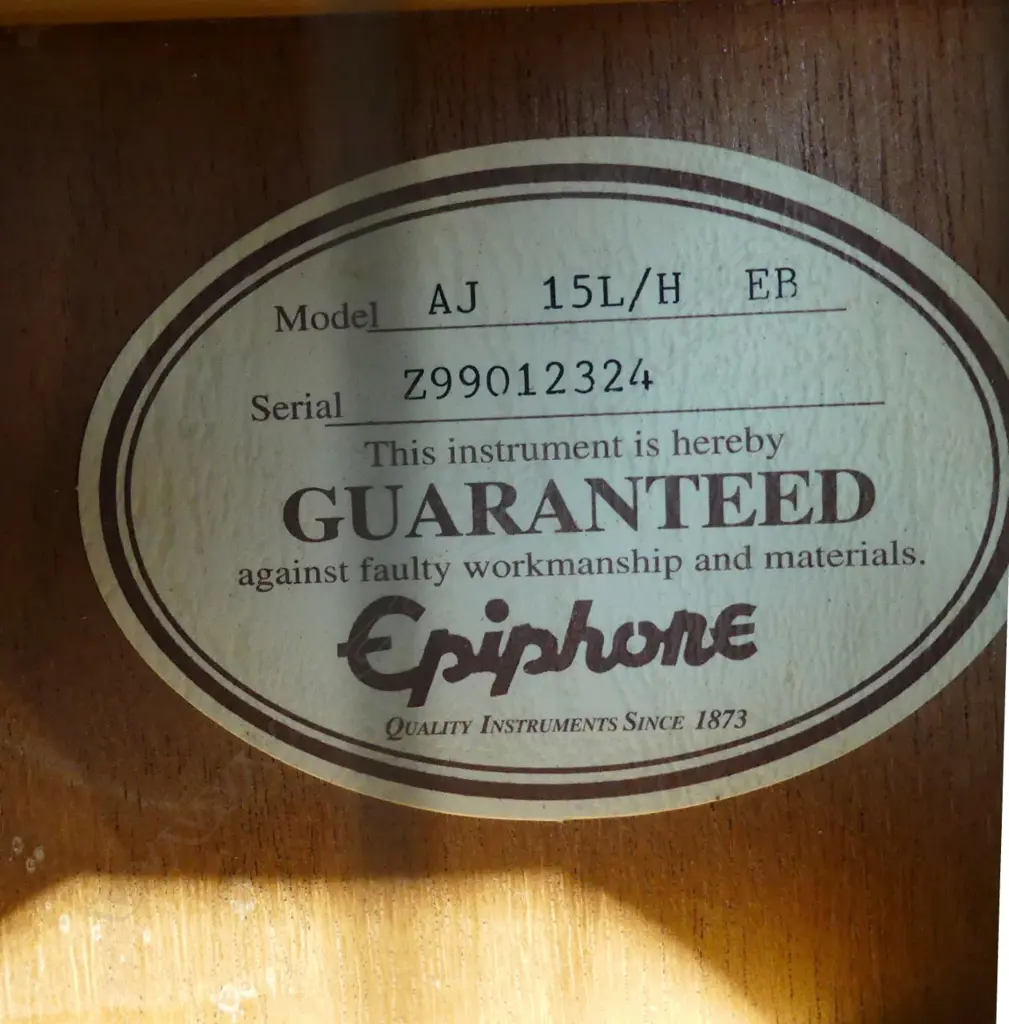 Model AJ 15L/H EB
Serial Z99012324
This instrument is hereby
GUARANTEED
against faulty workmanship and materials.
Epiphone
QUALITY INSTRUMENTS SINCE 1873